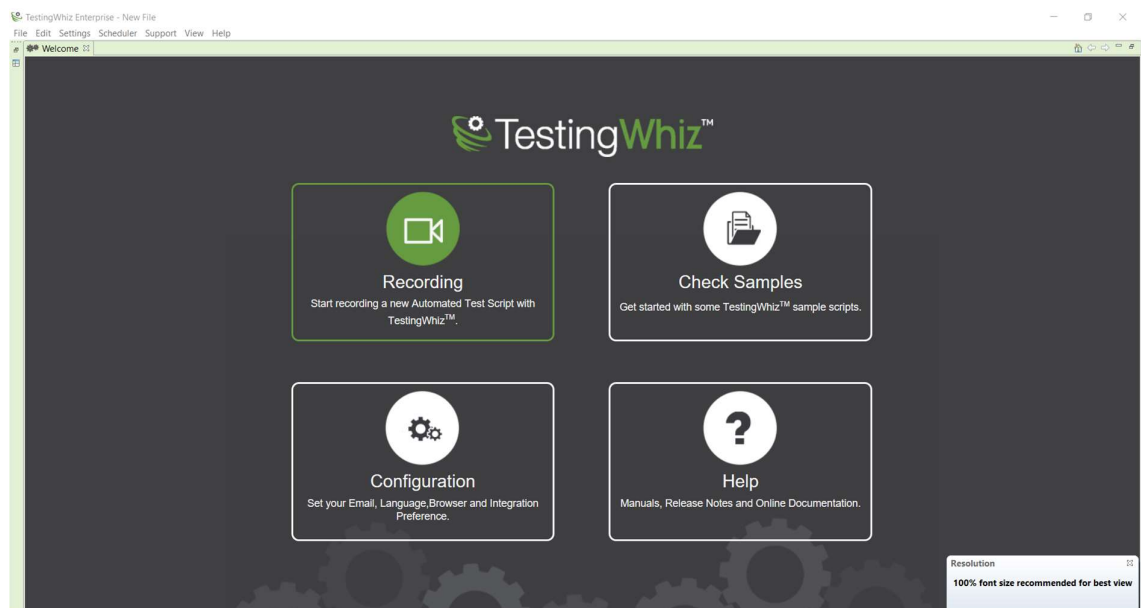 TestingWhiz Enterprise - New File
File Edit Settings Scheduler Support View Help
Welcome
TestingWhiz™
Recording
Start recording a new Automated Test Script with
TestingWhiz™.
Check Samples
Get started with some TestingWhiz™ sample scripts.
Configuration
Set your Email, Language,Browser and Integration
Preference.
Help
Manuals, Release Notes and Online Documentation.
Resolution
100% font size recommended for best view